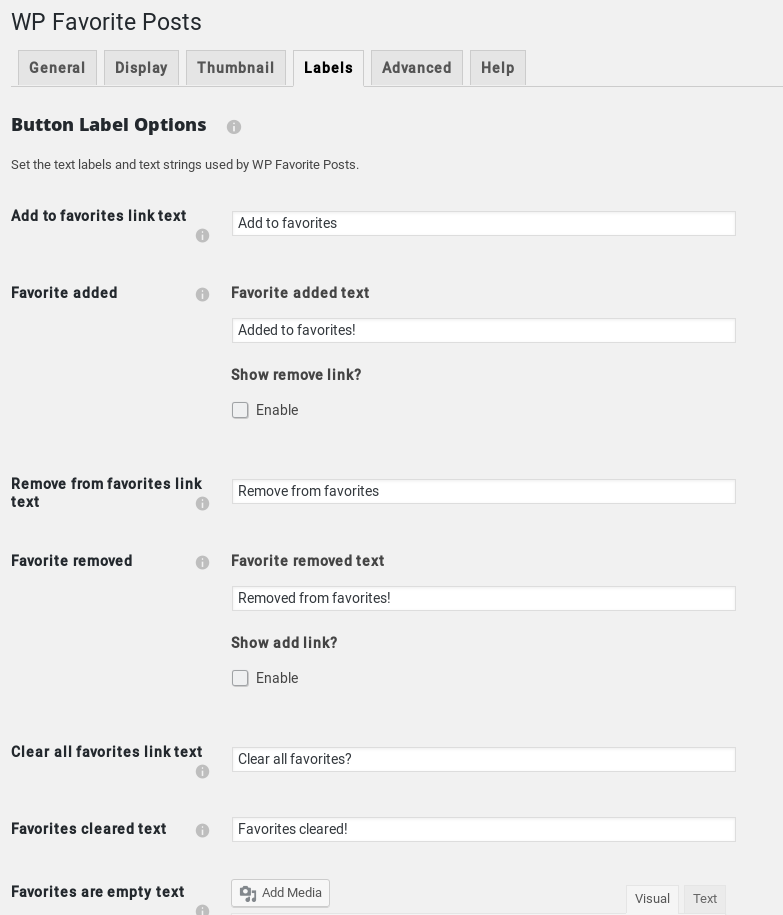 WP Favorite Posts
General Display Thumbnail Labels Advanced Help
Button Label Options
Set the text labels and text strings used by WP Favorite Posts.
Add to favorites link text
Add to favorites
Favorite added
Favorite added text
Added to favorites!
Show remove link?
Enable
Remove from favorites link
text
Remove from favorites
Favorite removed
Favorite removed text
Removed from favorites!
Show add link?
Enable
Clear all favorites link text
Clear all favorites?
Favorites cleared text
Favorites cleared!
Favorites are empty text
Add Media
Visual Text